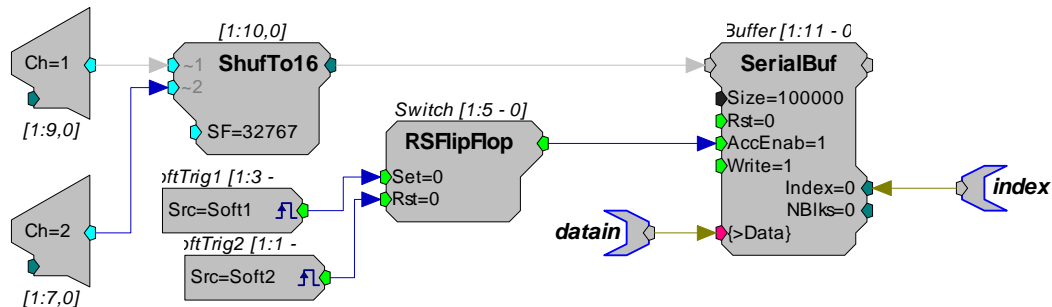 Ch=1
[1:9,0]
Ch=2
[1:7,0]
[1:10,0]
ShufTo16
~1
~2
SF=32767
oftTrig1 [1:3 -
Src=Soft1
oftTrig2 [1:1 -
Src=Soft2
Switch [1:5 - 0]
RSFlipFlop
Set=0
Rst=0
Buffer [1:11 - 0
SerialBuf
Size=100000
Rst=0
AccEnab=1
Write=1
Index=0
NBlks=0
{>Data}
datain
index